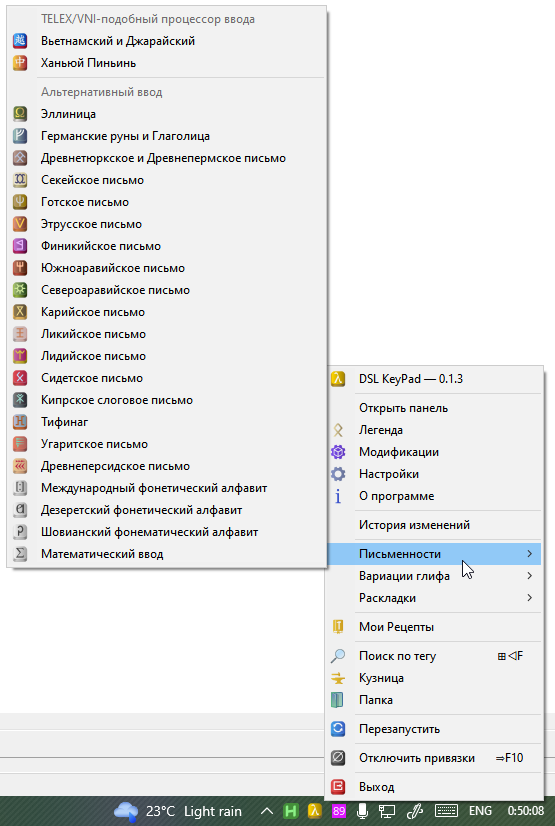 TELEX/VNI-подобный процессор ввода
Вьетнамский и Джарайский
Ханьюй Пиньинь
Альтернативный ввод
Эллиница
Германские руны и Глаголица
Древнетюркское и Древнепермское письмо
Секейское письмо
Готское письмо
Этрусское письмо
Финикийское письмо
Южноаравийское письмо
Североаравийское письмо
Карийское письмо
Ликийское письмо
Лидийское письмо
Сидетское письмо
Кипрское слоговое письмо
Тифинаг
Угаритское письмо
Древнеперсидское письмо
Международный фонетический алфавит
Дезеретский фонетический алфавит
Шовианский фонематический алфавит
Математический ввод
DSL KeyPad — 0.1.3
Открыть панель
Легенда
Модификации
Настройки
О программе
История изменений
Письменности
Вариации глифа
Раскладки
Мои Рецепты
Поиск по тегу ⊞◁F
Кузница
Папка
Перезапустить
Отключить привязки ⇒F10
Выход
23°C Light rain H λ 89 ENG 0:50:08